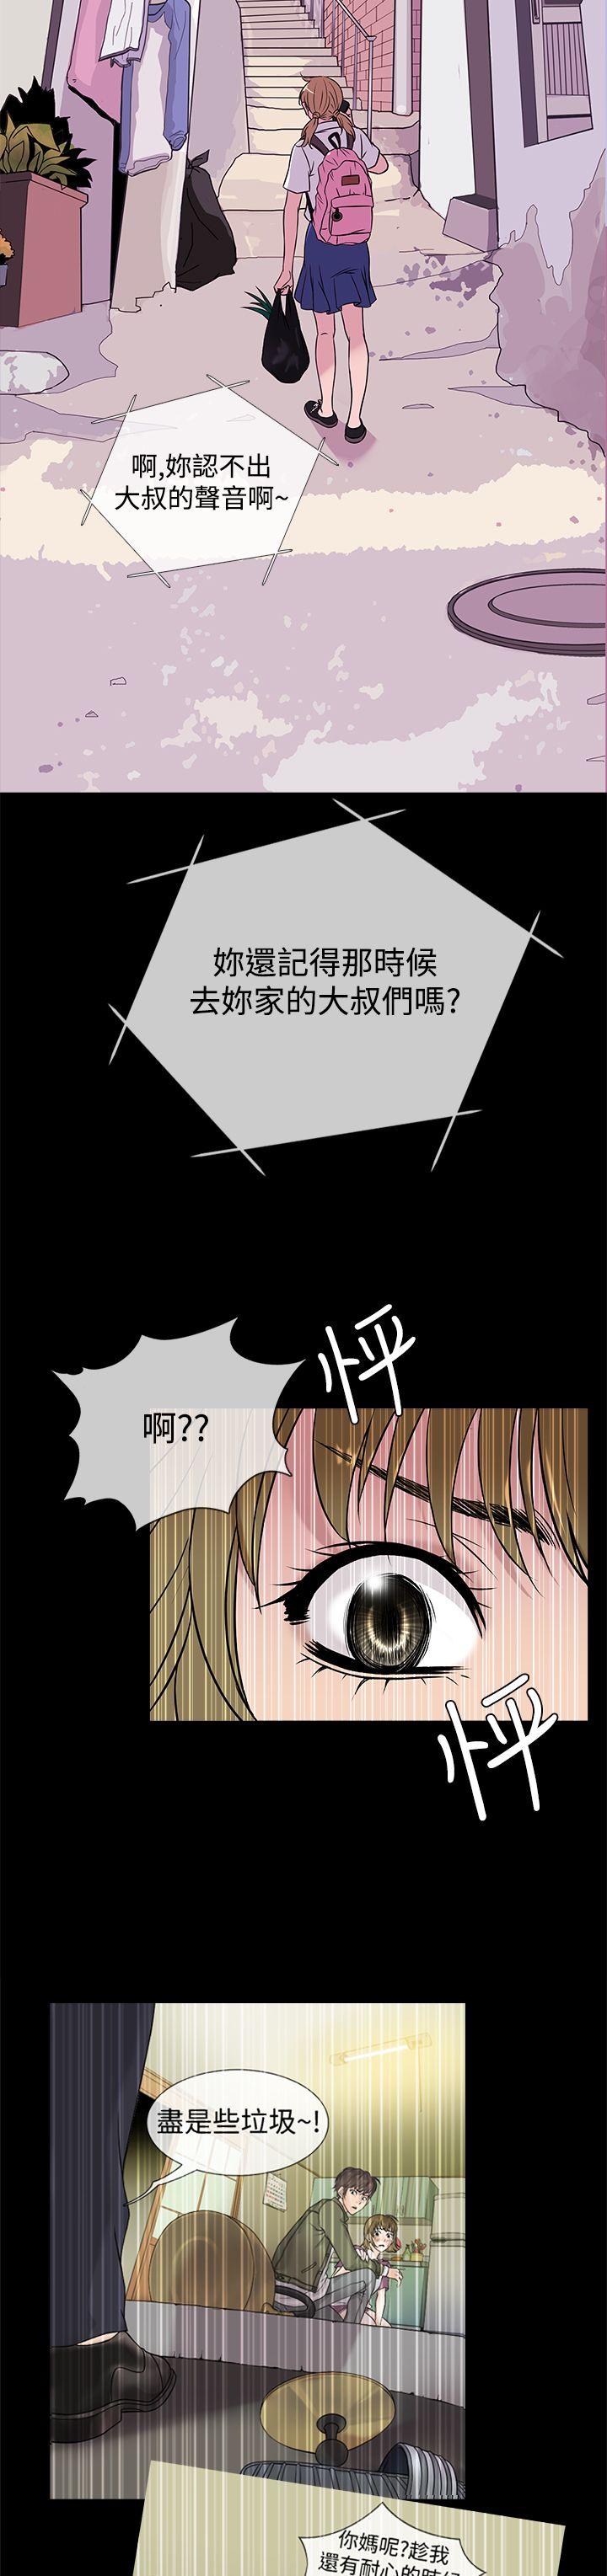 啊,妳認不出
大叔的聲音啊~
妳還記得那時候
去妳家的大叔們嗎?
怦
啊??
怦
盡是些垃圾~!
你媽呢?趁我
還有耐心的時候